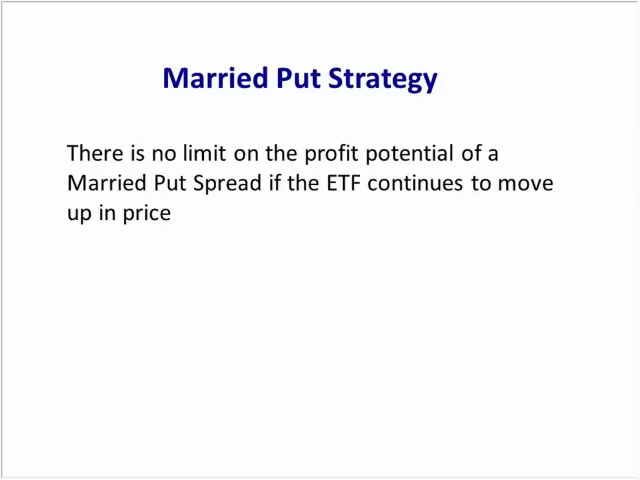 Married Put Strategy
There is no limit on the profit potential of a
Married Put Spread if the ETF continues to move
up in price